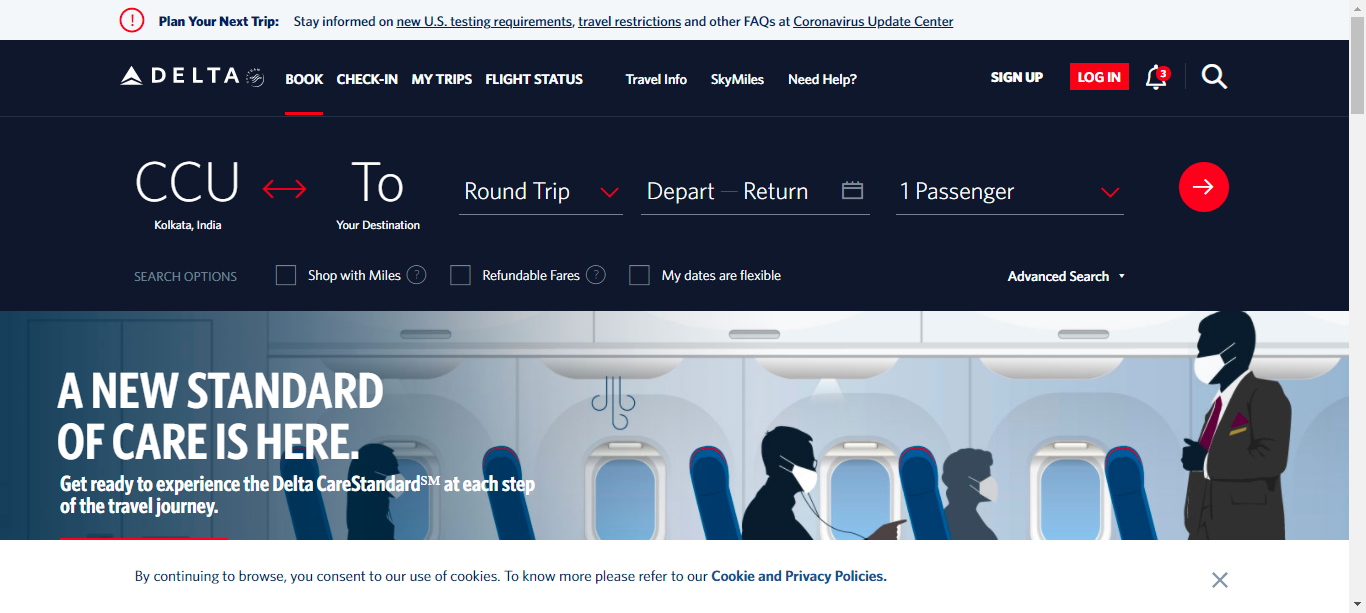 Plan Your Next Trip: Stay informed on new U.S. testing requirements, travel restrictions and other FAQs at Coronavirus Update Center
DELTA BOOK CHECK-IN MY TRIPS FLIGHT STATUS Travel Info SkyMiles Need Help? SIGN UP LOG IN 3
CCU To Round Trip Depart — Return 1 Passenger
Kolkata, India Your Destination
SEARCH OPTIONS Shop with Miles ? Refundable Fares ? My dates are flexible Advanced Search
A NEW STANDARD
OF CARE IS HERE.
Get ready to experience the Delta CareStandard℠ at each step
of the travel journey.
By continuing to browse, you consent to our use of cookies. To know more please refer to our Cookie and Privacy Policies.